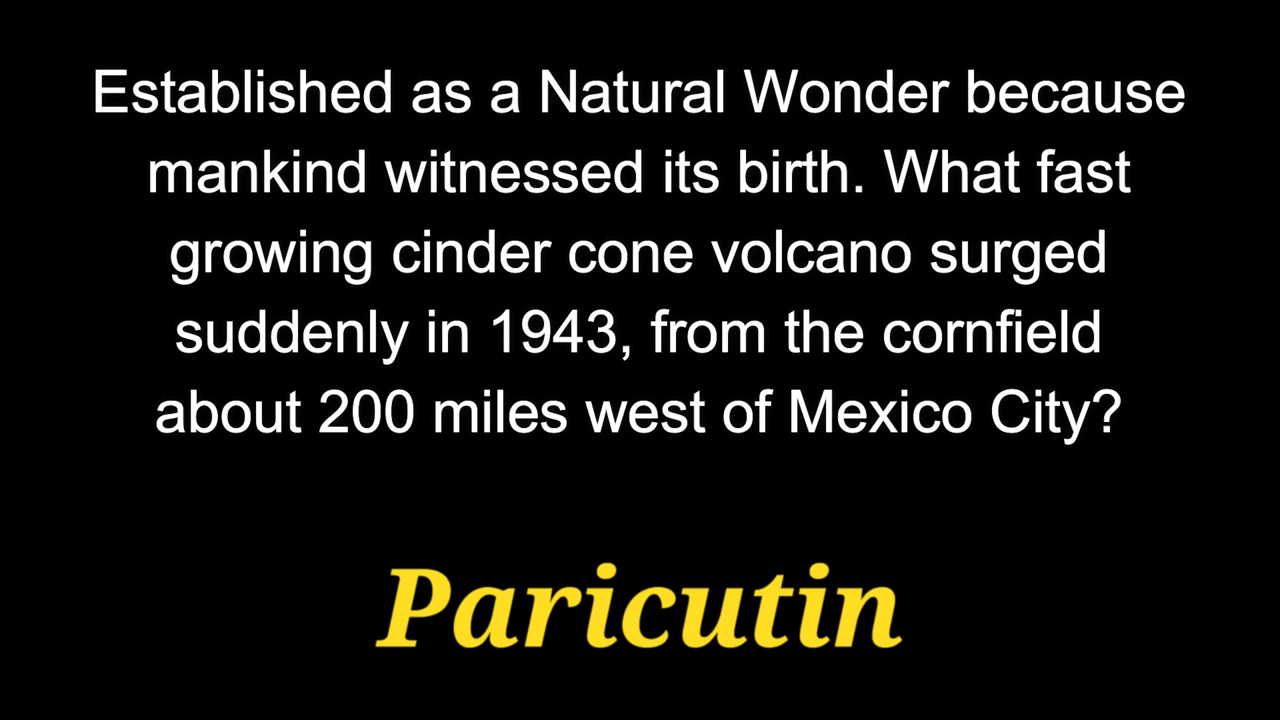 Established as a Natural Wonder because
mankind witnessed its birth. What fast
growing cinder cone volcano surged
suddenly in 1943, from the cornfield
about 200 miles west of Mexico City?
Paricutin